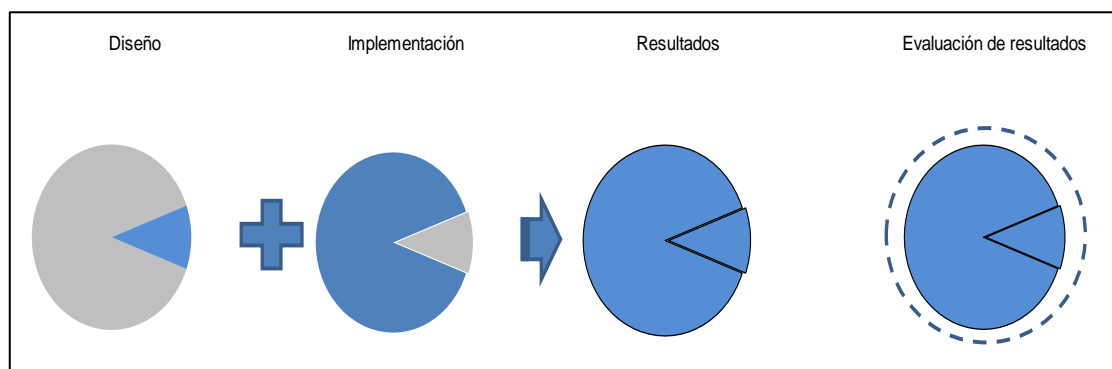 Diseño
Implementación
Resultados
Evaluación de resultados